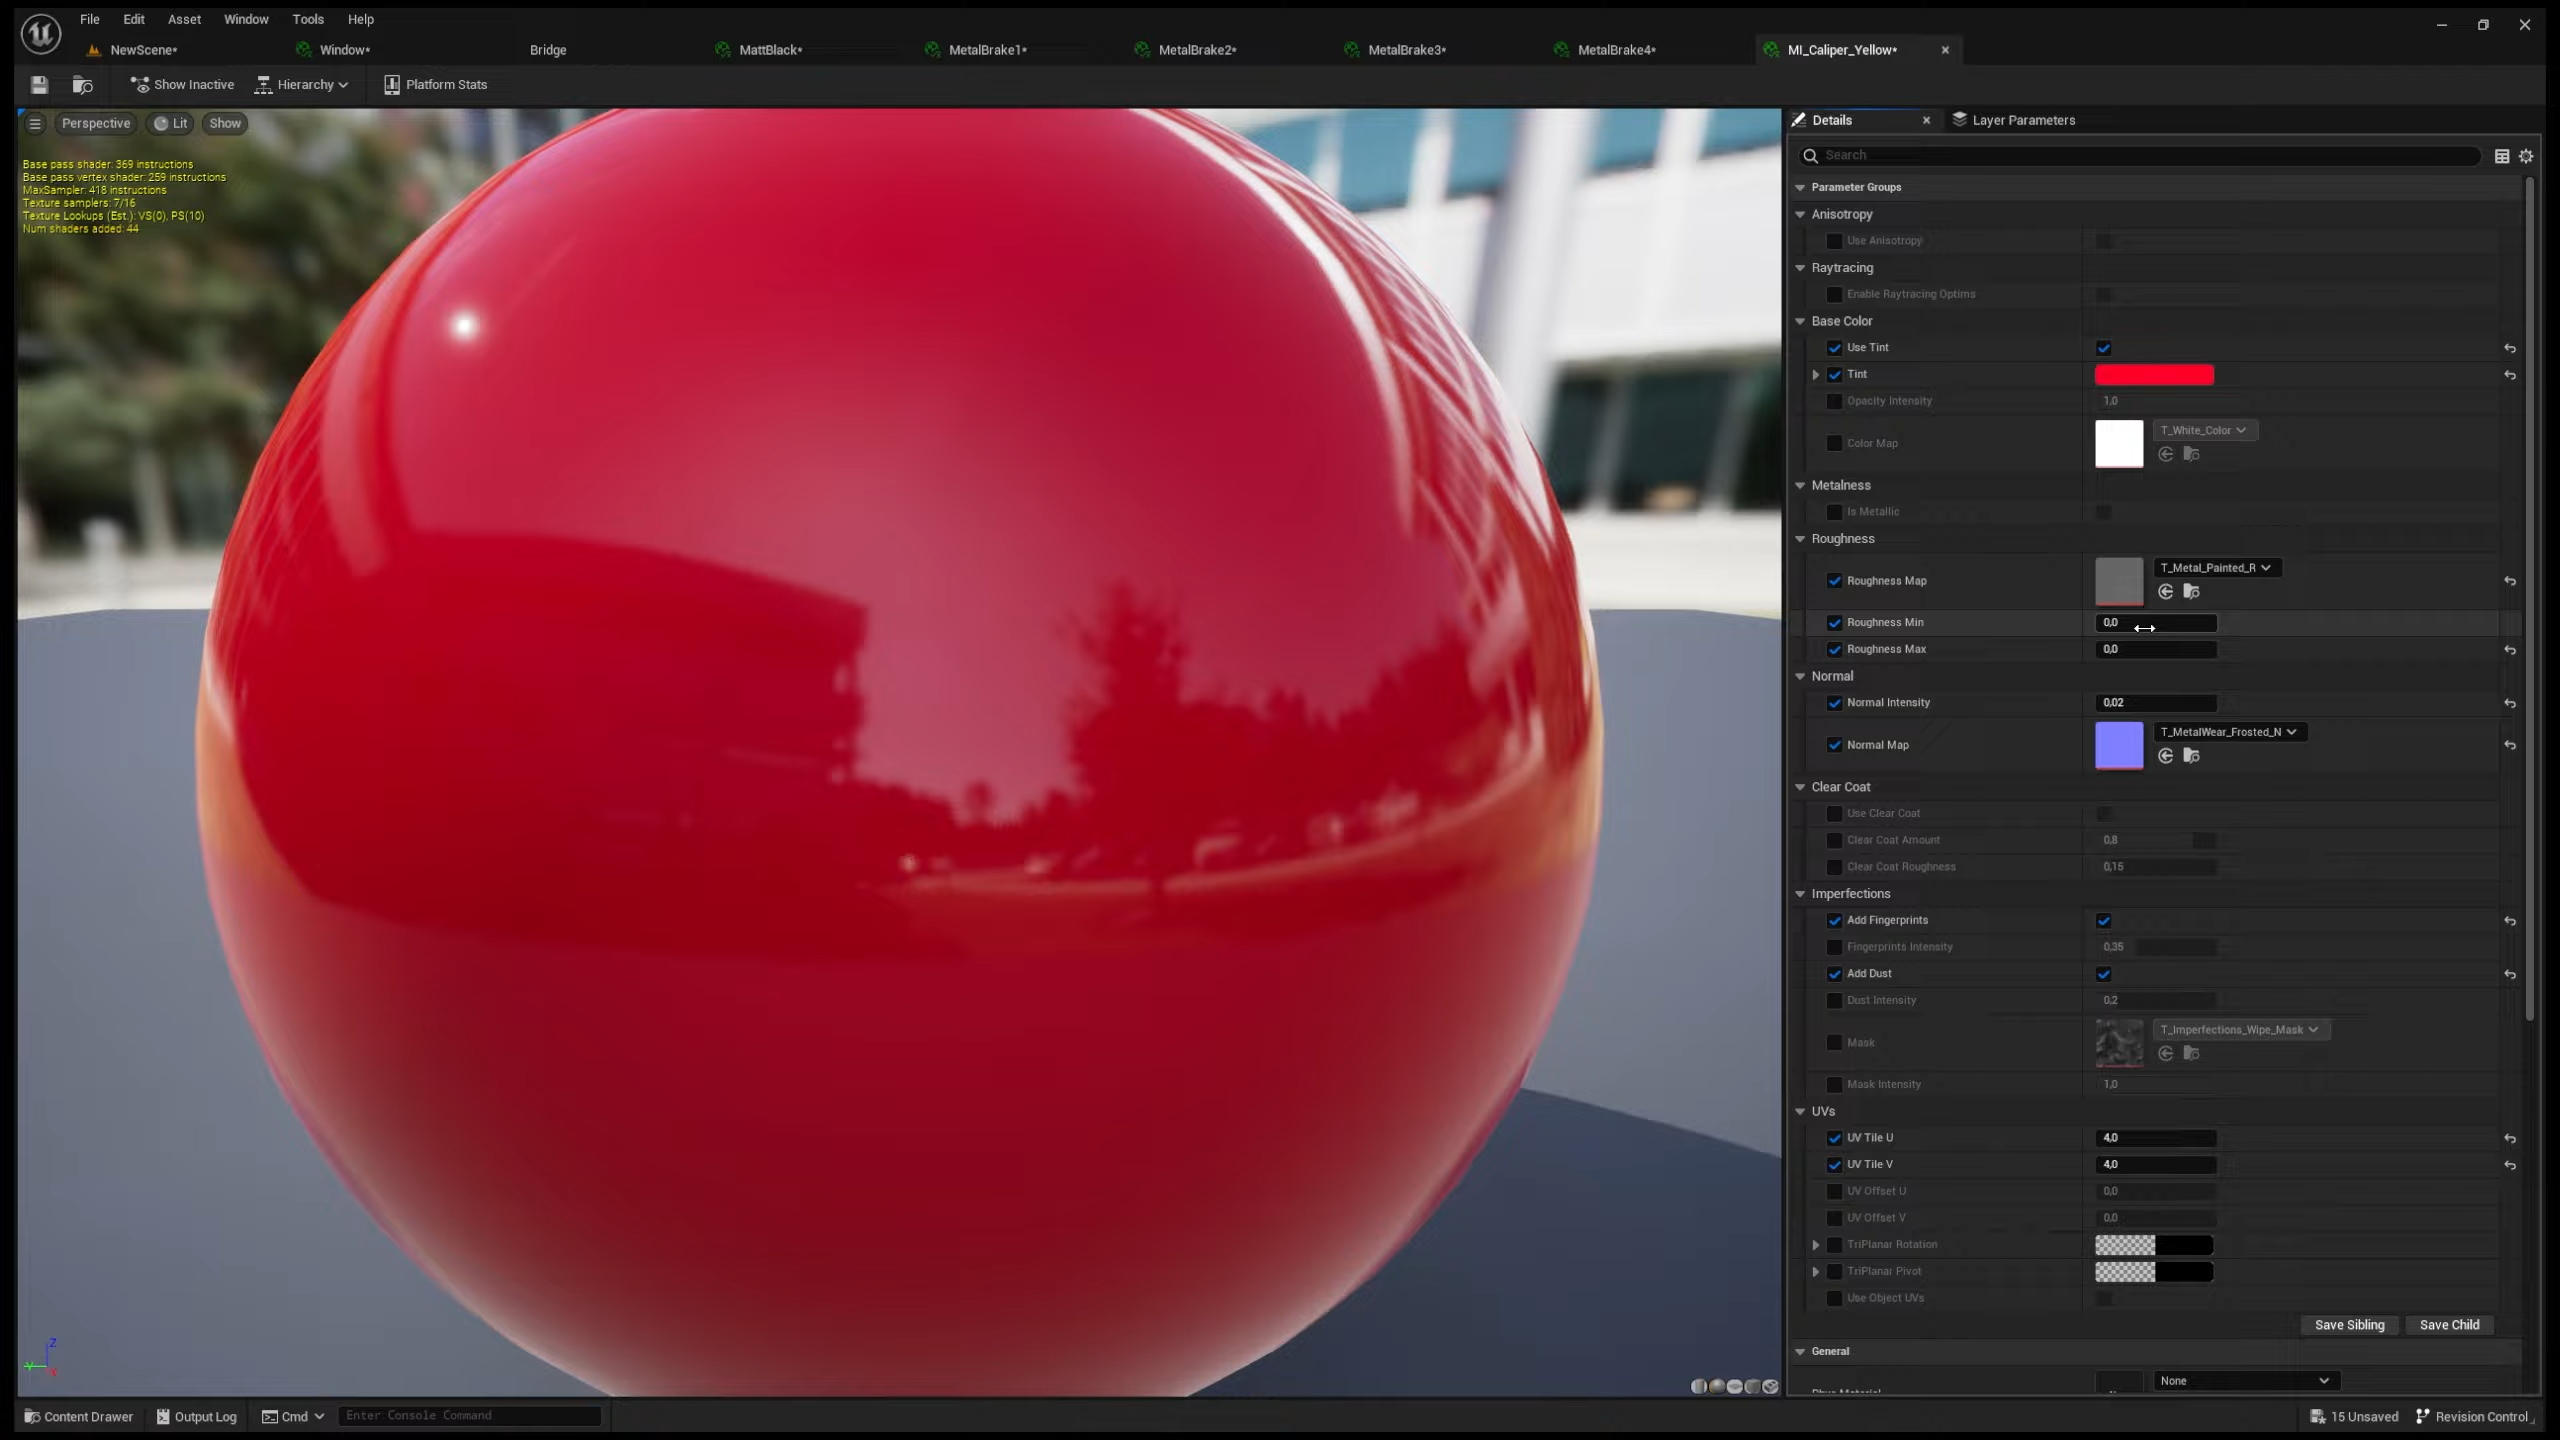 File Edit Asset Window Tools Help
NewScene* Window* Bridge MattBlack* MetalBrake1* MetalBrake2* MetalBrake3* MetalBrake4* MI_Caliper_Yellow*
Show Inactive Hierarchy Platform Stats
Details Layer Parameters
Perspective Lit Show
Search
Base pass shader: 369 instructions
Base pass vertex shader: 259 instructions
MaxSampler: 418 instructions
Texture samplers: 7/16
Texture Lookups (Est.): VS(0), PS(10)
Num shaders added: 44
Parameter Groups
Anisotropy
Use Anisotropy
Raytracing
Enable Raytracing Optims
Base Color
Use Tint
Tint
Opacity Intensity 1,0
Color Map T_White_Color
Metalness
Is Metallic
Roughness
Roughness Map T_Metal_Painted_R
Roughness Min 0,0
Roughness Max 0,0
Normal
Normal Intensity 0,02
Normal Map T_MetalWear_Frosted_N
Clear Coat
Use Clear Coat
Clear Coat Amount 0,8
Clear Coat Roughness 0,15
Imperfections
Add Fingerprints
Fingerprints Intensity 0,35
Add Dust
Dust Intensity 0,2
Mask T_Imperfections_Wipe_Mask
Mask Intensity 1,0
UVs
UV Tile U 4,0
UV Tile V 4,0
UV Offset U 0,0
UV Offset V 0,0
TriPlanar Rotation
TriPlanar Pivot
Use Object UVs
Save Sibling Save Child
General
None
Z
Y
X
Content Drawer Output Log Cmd Enter Console Command 15 Unsaved Revision Control